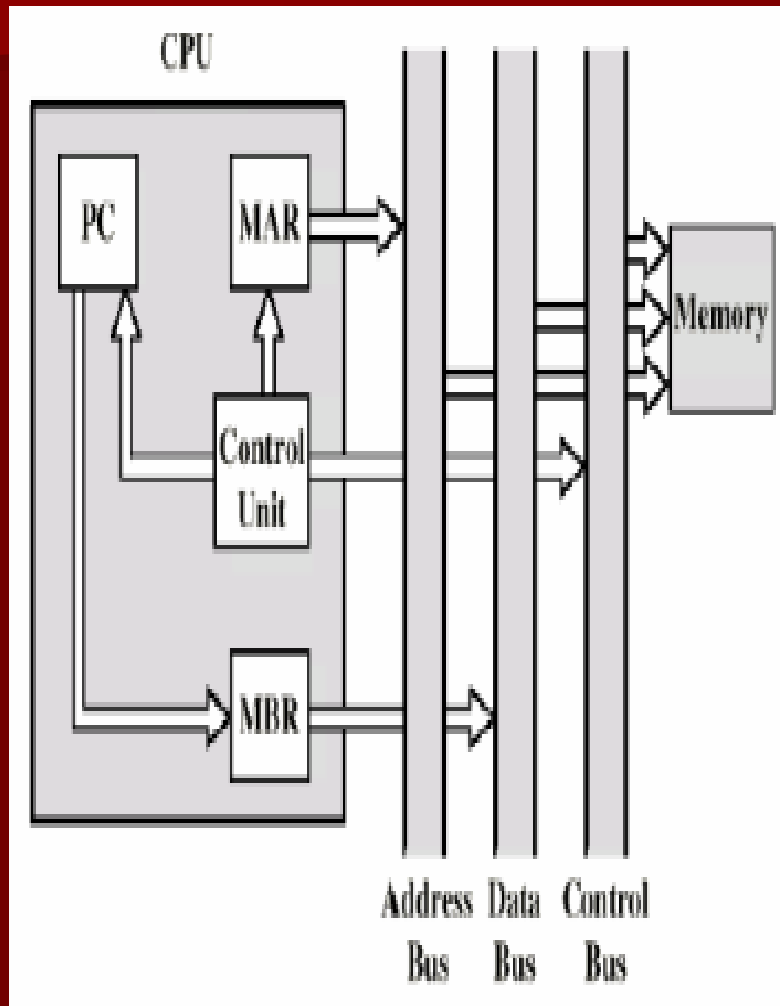 CPU
PC
MAR
Memory
Control
Unit
MBR
Address Data Control
Bus Bus Bus